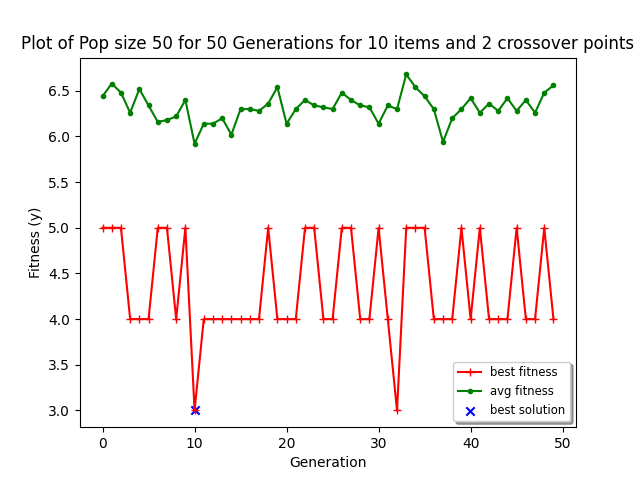 Plot of Pop size 50 for 50 Generations for 10 items and 2 crossover points
Fitness (y)
6.5
6.0
5.5
5.0
4.5
4.0
3.5
3.0
best fitness
avg fitness
best solution
0 10 20 30 40 50
Generation